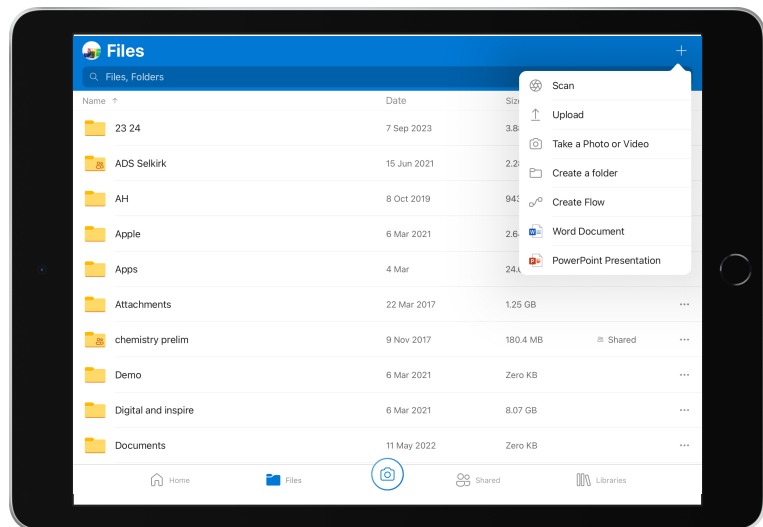 Files
Files, Folders
Name Date
23 24 7 Sep 2023
ADS Selkirk 15 Jun 2021
AH 8 Oct 2019
Apple 6 Mar 2021
Apps 4 Mar
Attachments 22 Mar 2017 1.25 GB
chemistry prelim 9 Nov 2017 180.4 MB Shared
Demo 6 Mar 2021 Zero KB
Digital and inspire 6 Mar 2021 8.07 GB
Documents 11 May 2022 Zero KB
Scan
Upload
Take a Photo or Video
Create a folder
Create Flow
Word Document
PowerPoint Presentation
Home Files Shared Libraries